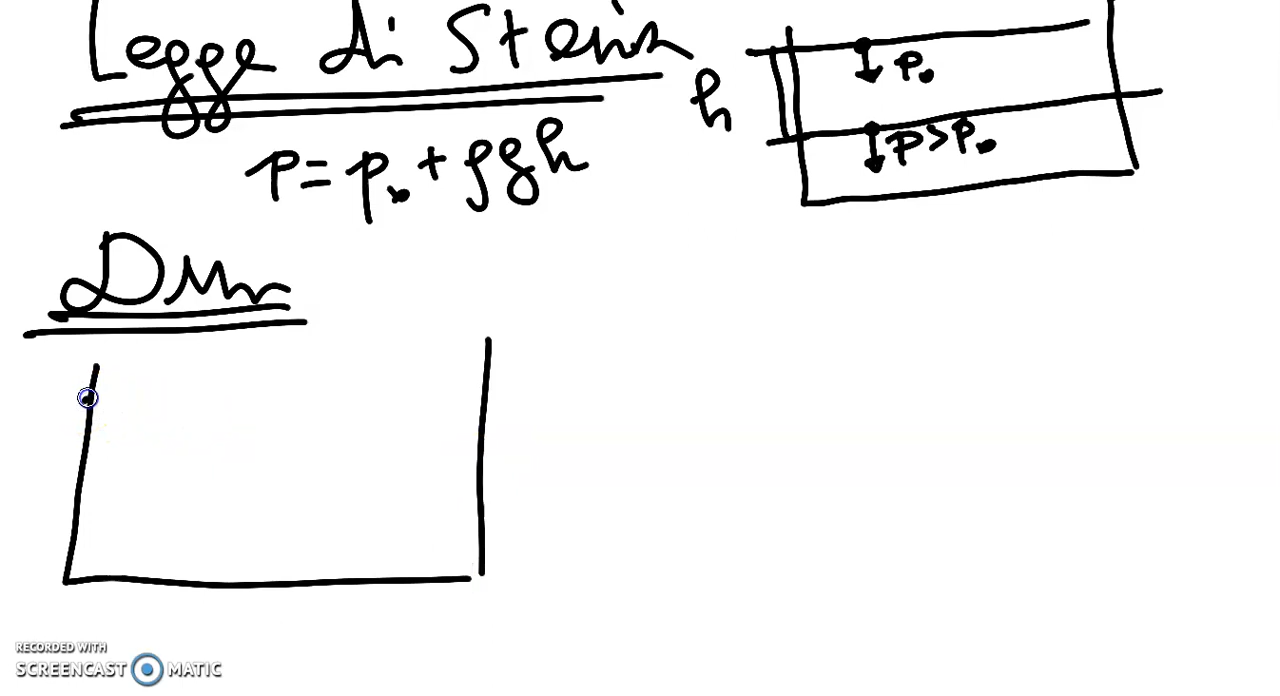 Legge di Stevin
h
p₀
p>p₀
p = p₀ + ρgh
Dim
RECORDED WITH
SCREENCAST MATIC